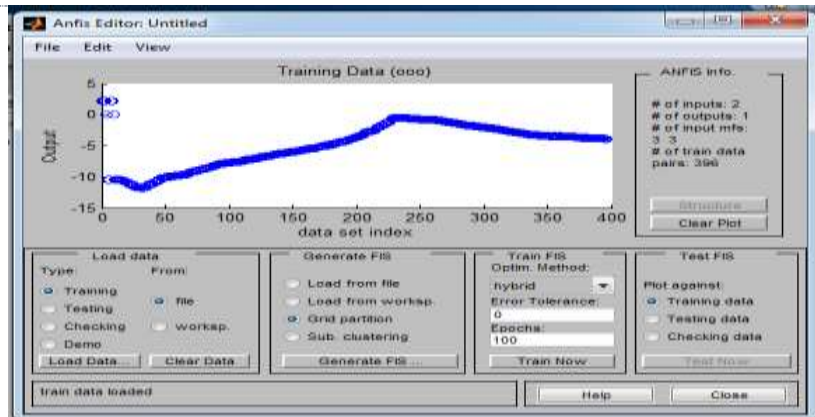 Anfis Editor: Untitled
File Edit View
Training Data (ooo)
5
0
-5
-10
-15
Output
0 50 100 150 200 250 300 350 400
data set index
ANFIS Info.
# of inputs: 2
# of outputs: 1
# of input mfs:
3 3
# of train data
pairs: 396
Structure
Clear Plot
Load data
Type: From:
Training
Testing
Checking
Demo
file
worksp.
Load Data... Clear Data
Generate FIS
Load from file
Load from worksp.
Grid partition
Sub. clustering
Generate FIS ...
Train FIS
Optim. Method:
hybrid
Error Tolerance:
0
Epochs:
100
Train Now
Test FIS
Plot against:
Training data
Testing data
Checking data
Test Now
train data loaded
Help Close